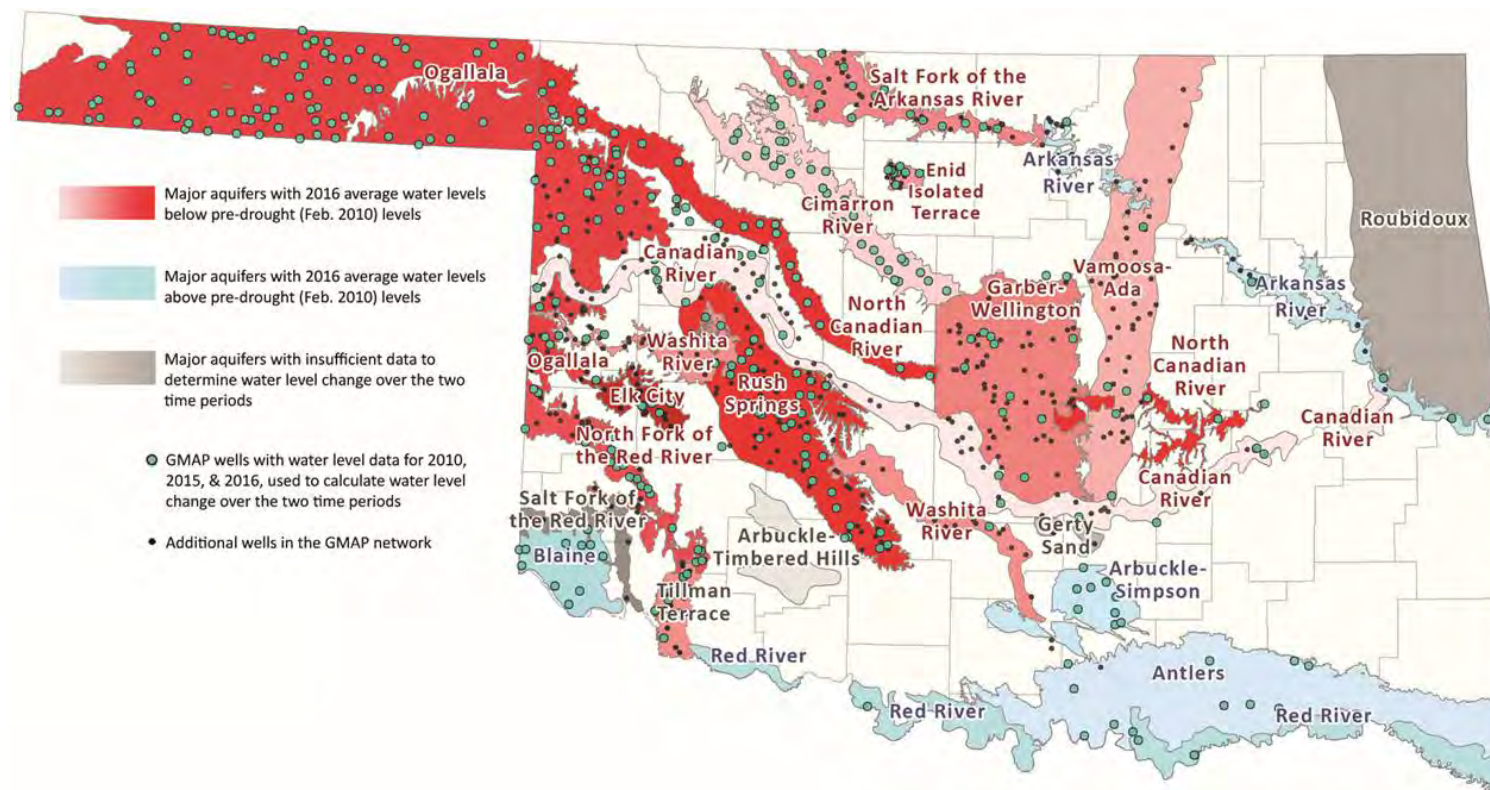 Ogallala
Salt Fork of the
Arkansas River
Arkansas
River
Enid
Isolated
Terrace
Cimarron
River
Roubidoux
Major aquifers with 2016 average water levels
below pre-drought (Feb. 2010) levels
Major aquifers with 2016 average water levels
above pre-drought (Feb. 2010) levels
Major aquifers with insufficient data to
determine water level change over the two
time periods
GMAP wells with water level data for 2010,
2015, & 2016, used to calculate water level
change over the two time periods
Additional wells in the GMAP network
Canadian
River
North
Canadian
River
Garber-
Wellington
Vamoosa-
Ada
Arkansas
River
Ogallala
Washita
River
Rush
Springs
Elk City
North Fork of
the Red River
North
Canadian
River
Canadian
River
Canadian
River
Salt Fork of
the Red River
Blaine
Arbuckle-
Timbered Hills
Washita
River
Gerty
Sand
Arbuckle-
Simpson
Tillman
Terrace
Red River
Antlers
Red River
Red River